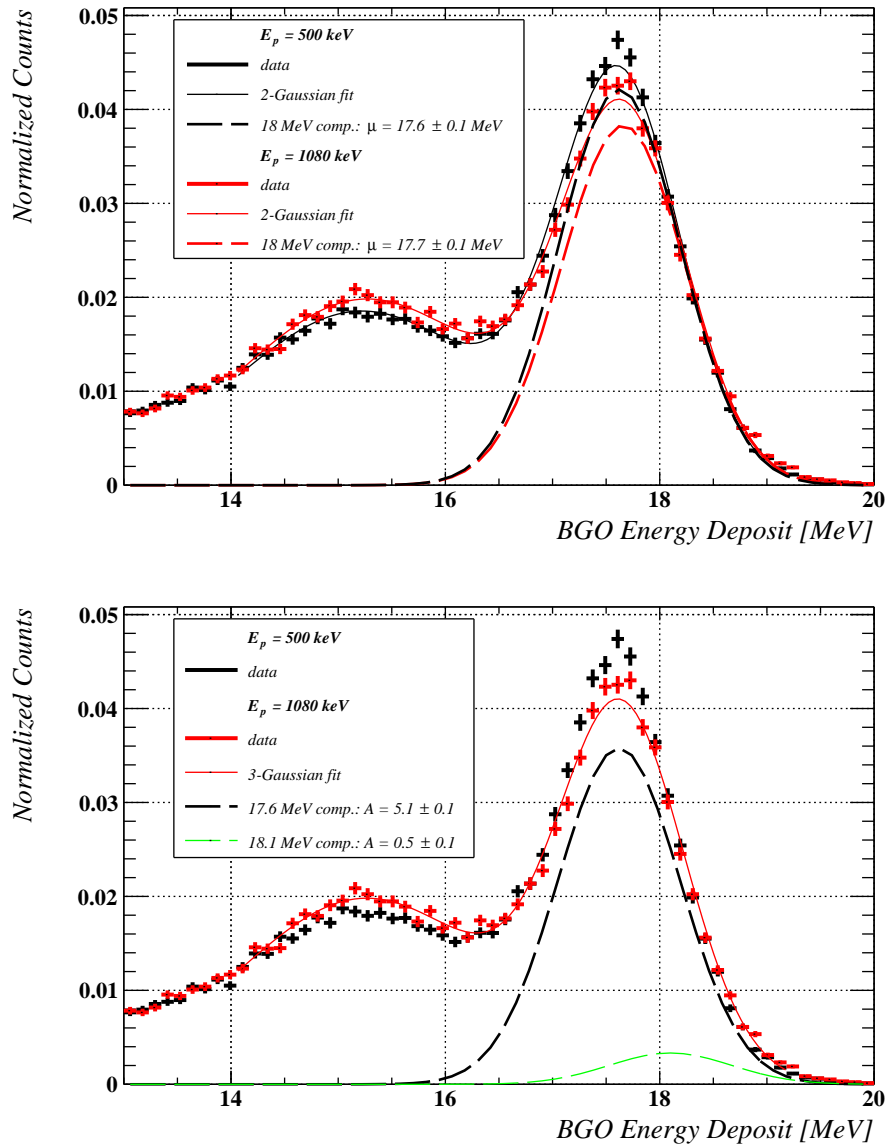 Normalized Counts
0.05
0.04
0.03
0.02
0.01
0
E_p = 500 keV
data
2-Gaussian fit
18 MeV comp.: μ = 17.6 ± 0.1 MeV
E_p = 1080 keV
data
2-Gaussian fit
18 MeV comp.: μ = 17.7 ± 0.1 MeV
14 16 18 20
BGO Energy Deposit [MeV]
Normalized Counts
0.05
0.04
0.03
0.02
0.01
0
E_p = 500 keV
data
E_p = 1080 keV
data
3-Gaussian fit
17.6 MeV comp.: A = 5.1 ± 0.1
18.1 MeV comp.: A = 0.5 ± 0.1
14 16 18 20
BGO Energy Deposit [MeV]